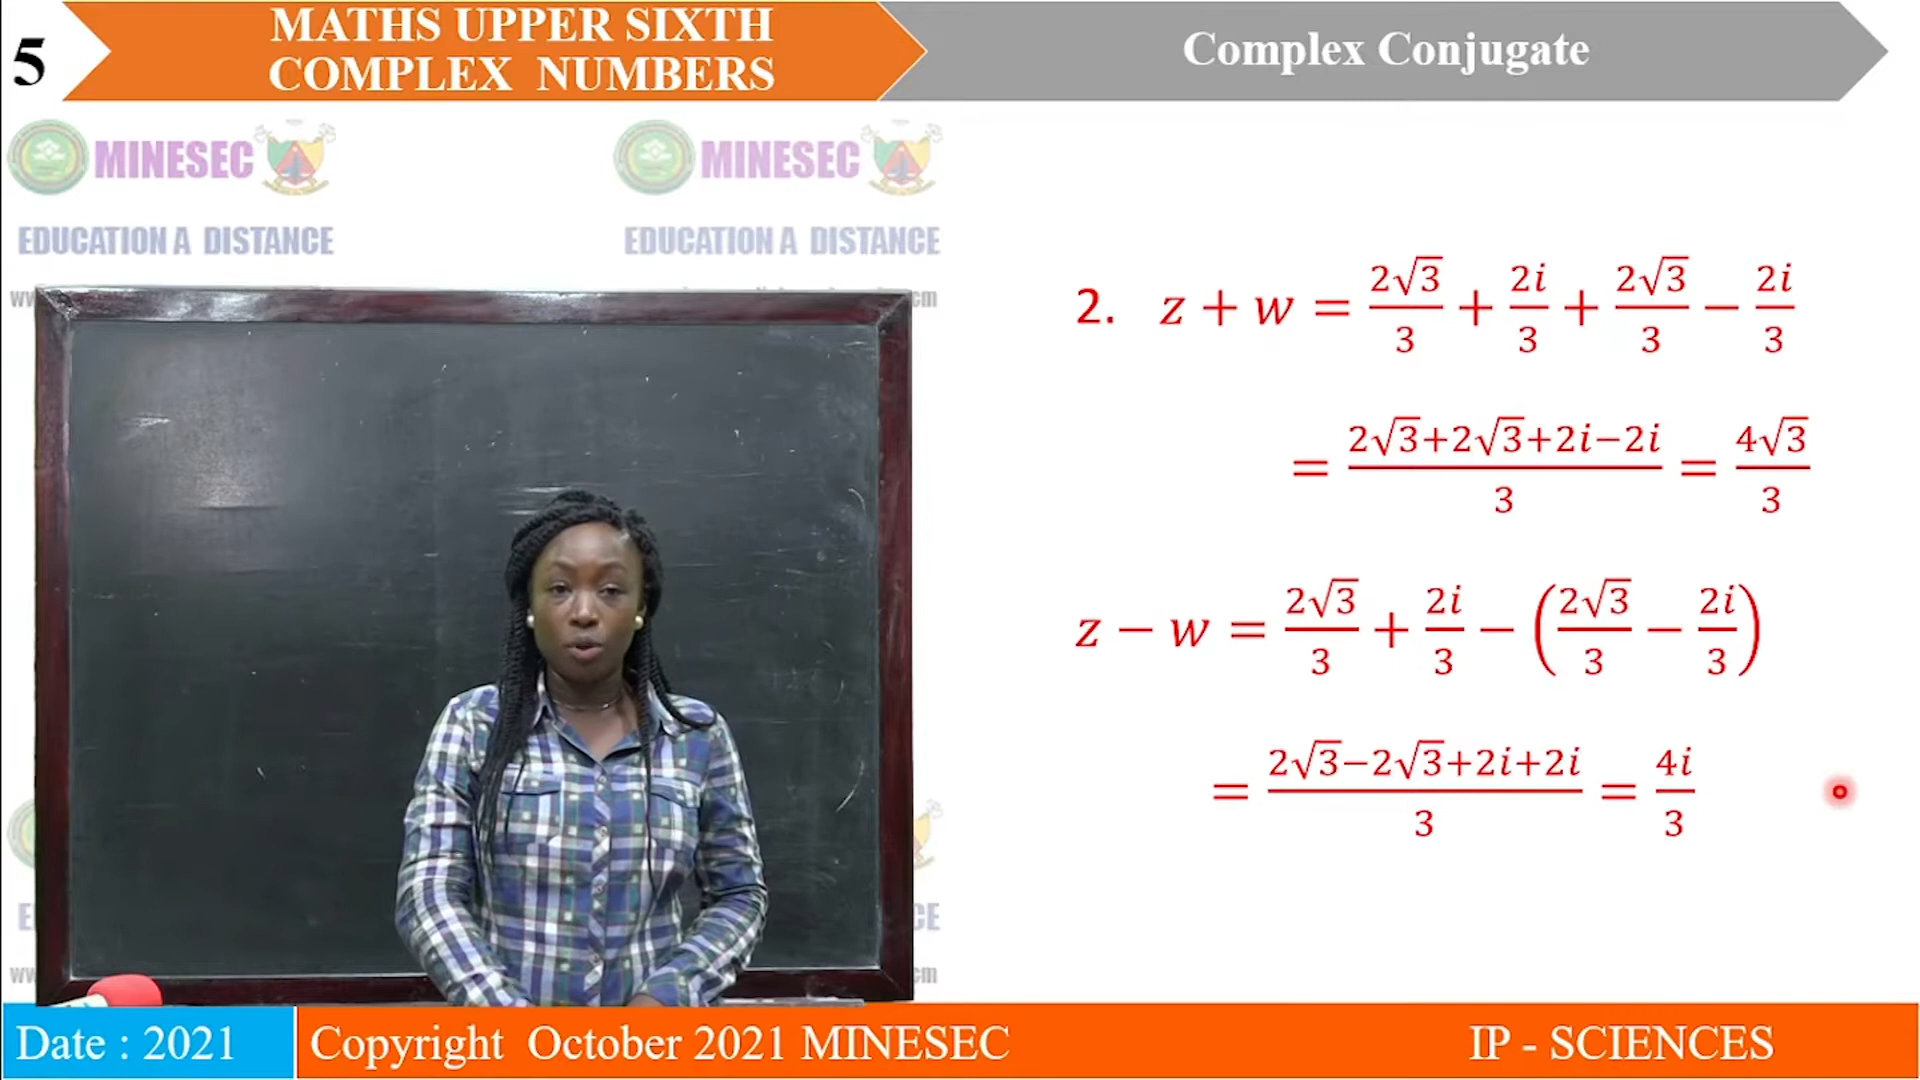 5
MATHS UPPER SIXTH
COMPLEX NUMBERS
Complex Conjugate
MINESEC
MINESEC
EDUCATION A DISTANCE
EDUCATION A DISTANCE
2. z + w = 2√3/3 + 2i/3 + 2√3/3 − 2i/3
= (2√3+2√3+2i−2i)/3 = 4√3/3
z − w = 2√3/3 + 2i/3 − (2√3/3 − 2i/3)
= (2√3−2√3+2i+2i)/3 = 4i/3
Date : 2021
Copyright October 2021 MINESEC
IP - SCIENCES